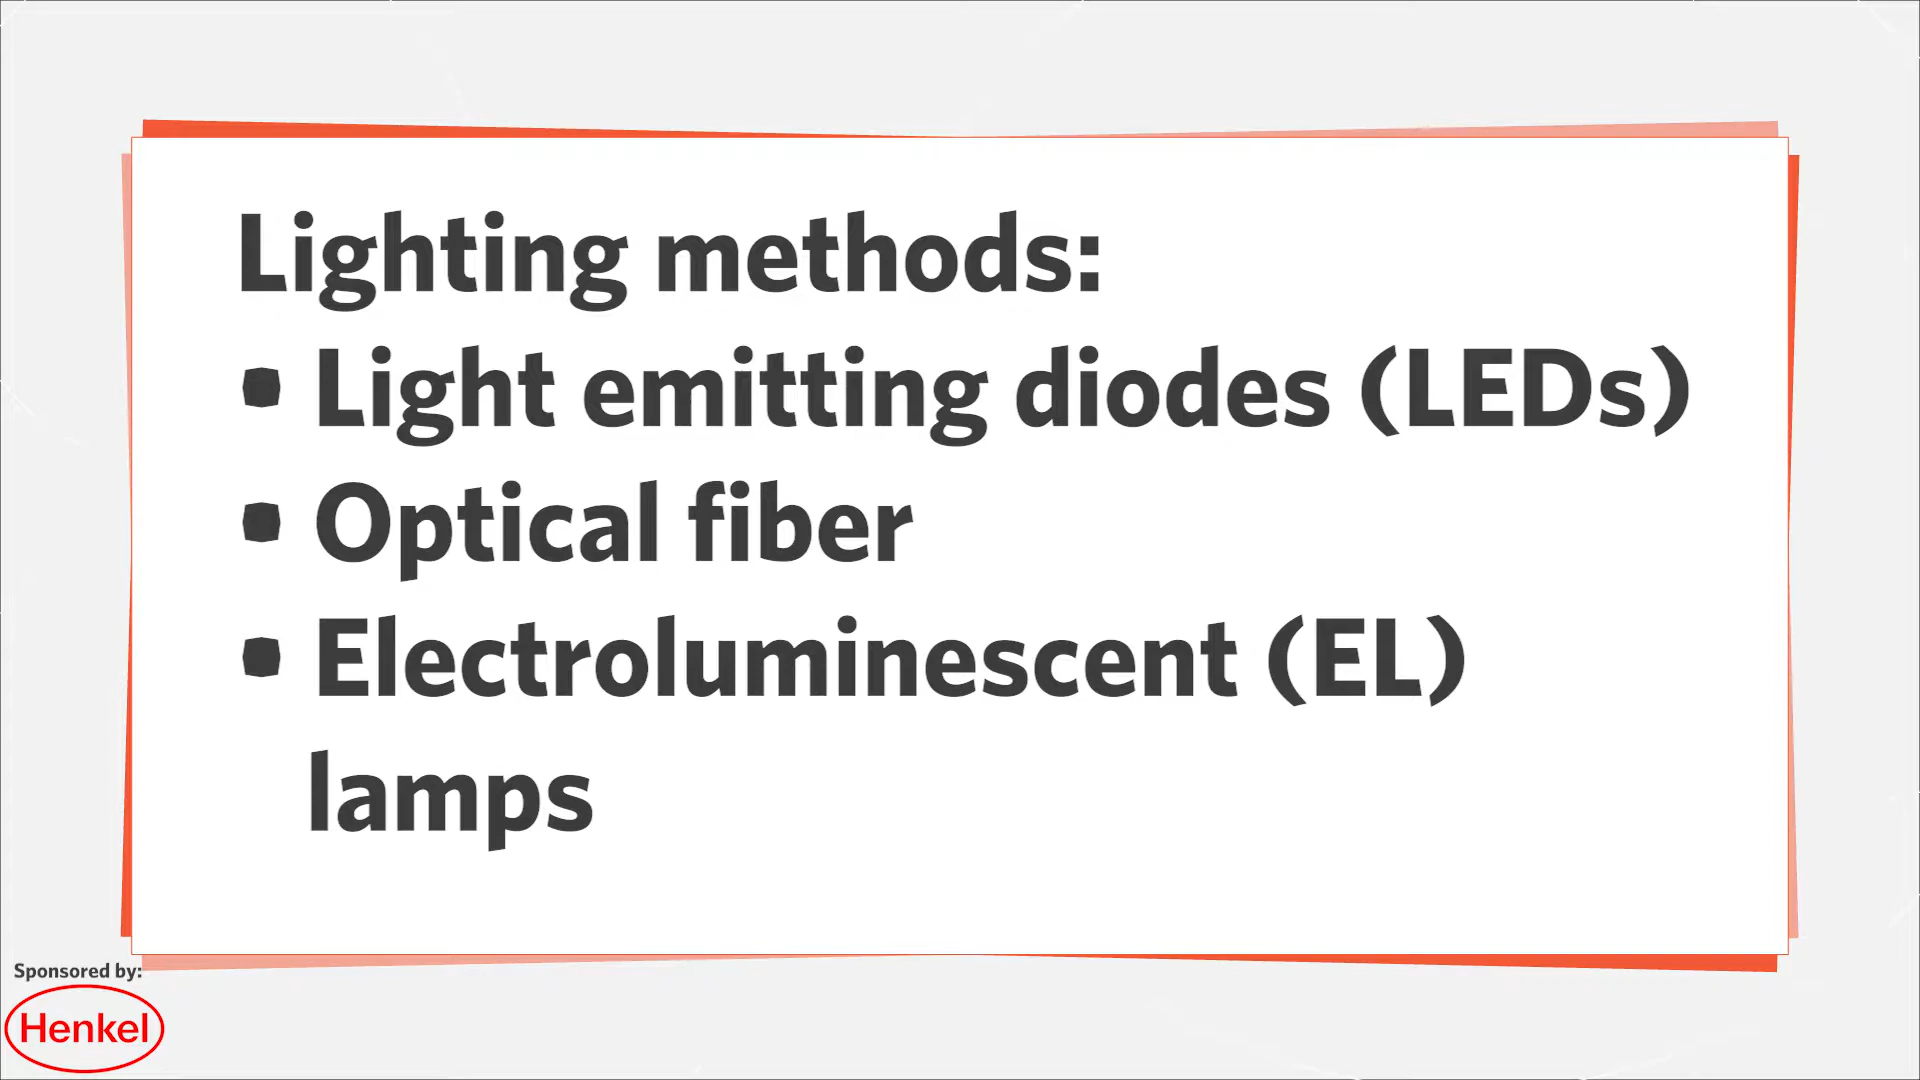 Lighting methods:
• Light emitting diodes (LEDs)
• Optical fiber
• Electroluminescent (EL)
lamps
Sponsored by:
Henkel